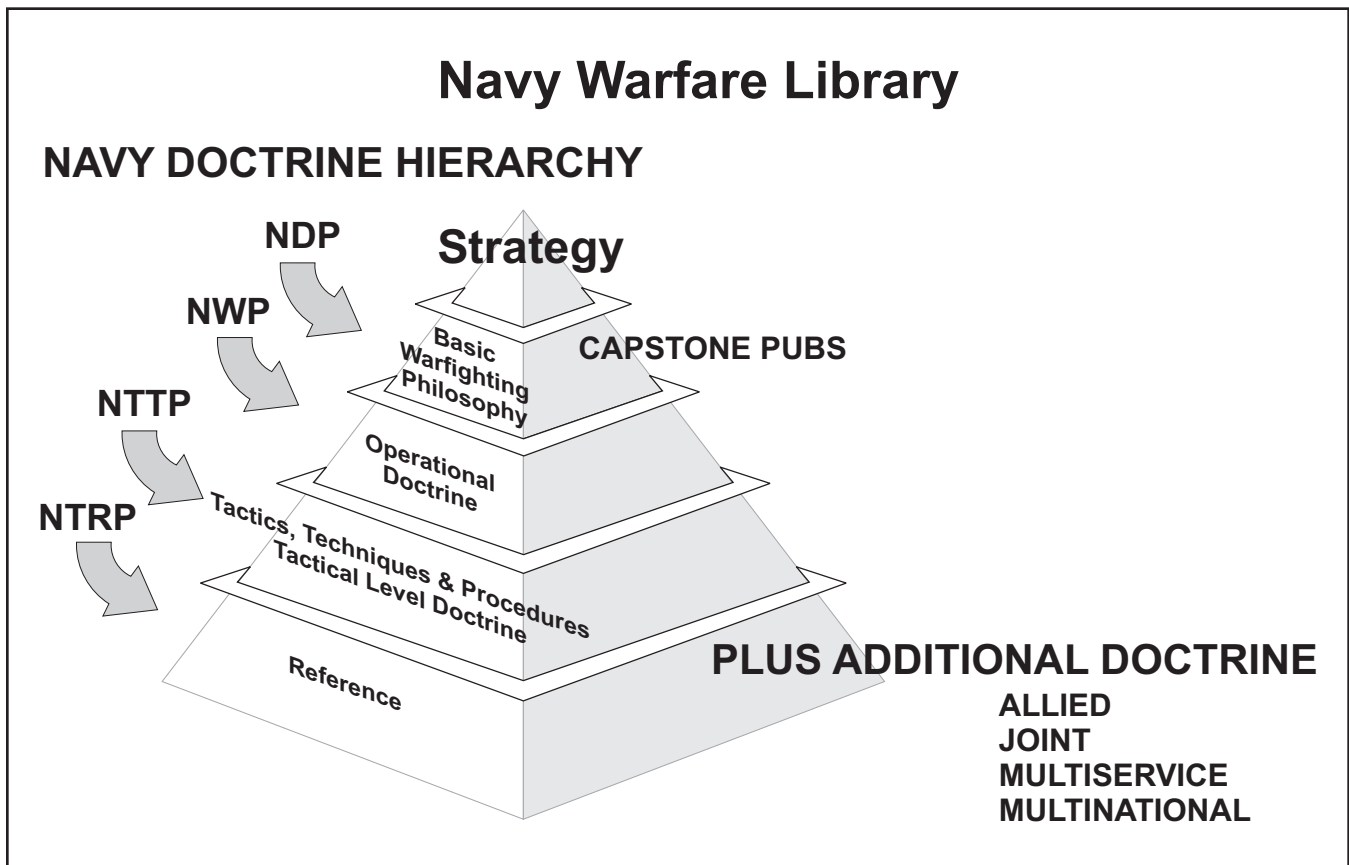 Navy Warfare Library
NAVY DOCTRINE HIERARCHY
NDP
Strategy
NWP
Basic
Warfighting
Philosophy
CAPSTONE PUBS
NTTP
Operational
Doctrine
NTRP
Tactics, Techniques & Procedures
Tactical Level Doctrine
Reference
PLUS ADDITIONAL DOCTRINE
ALLIED
JOINT
MULTISERVICE
MULTINATIONAL